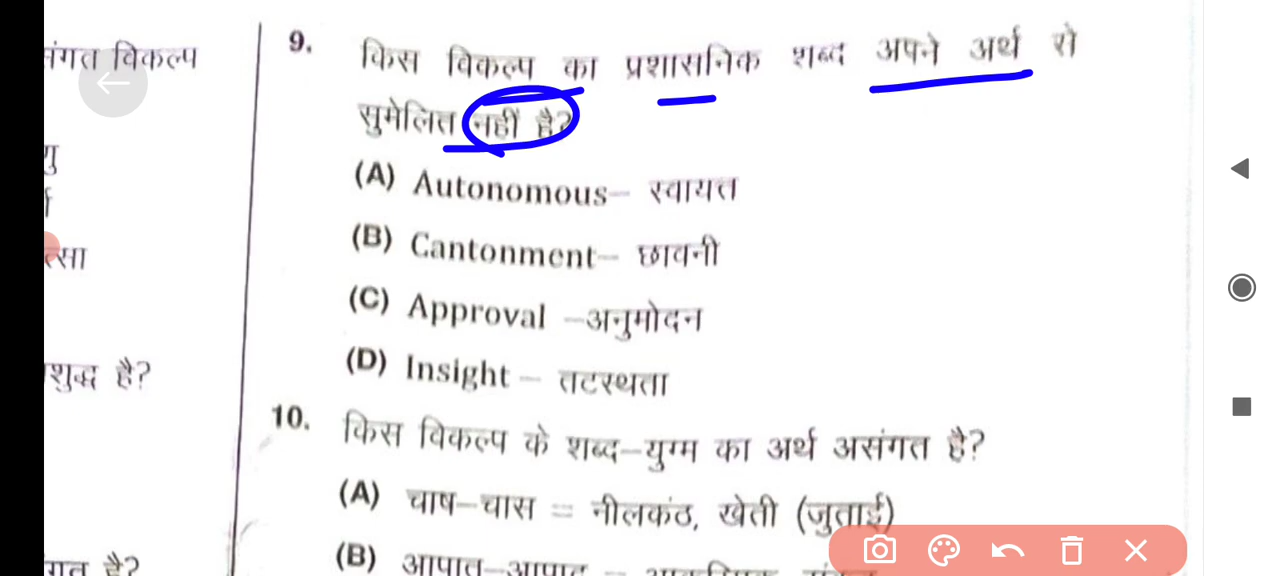 संगत विकल्प
त्सा
शुद्ध है?
गत है?
9. किस विकल्प का प्रशासनिक शब्द अपने अर्थ से
सुमेलित नहीं है?
(A) Autonomous– स्वायत्त
(B) Cantonment– छावनी
(C) Approval –अनुमोदन
(D) Insight – तटस्थता
10. किस विकल्प के शब्द–युग्म का अर्थ असंगत है?
(A) चाष–चास = नीलकंठ, खेती (जुताई)
(B) आपात–आपाद –